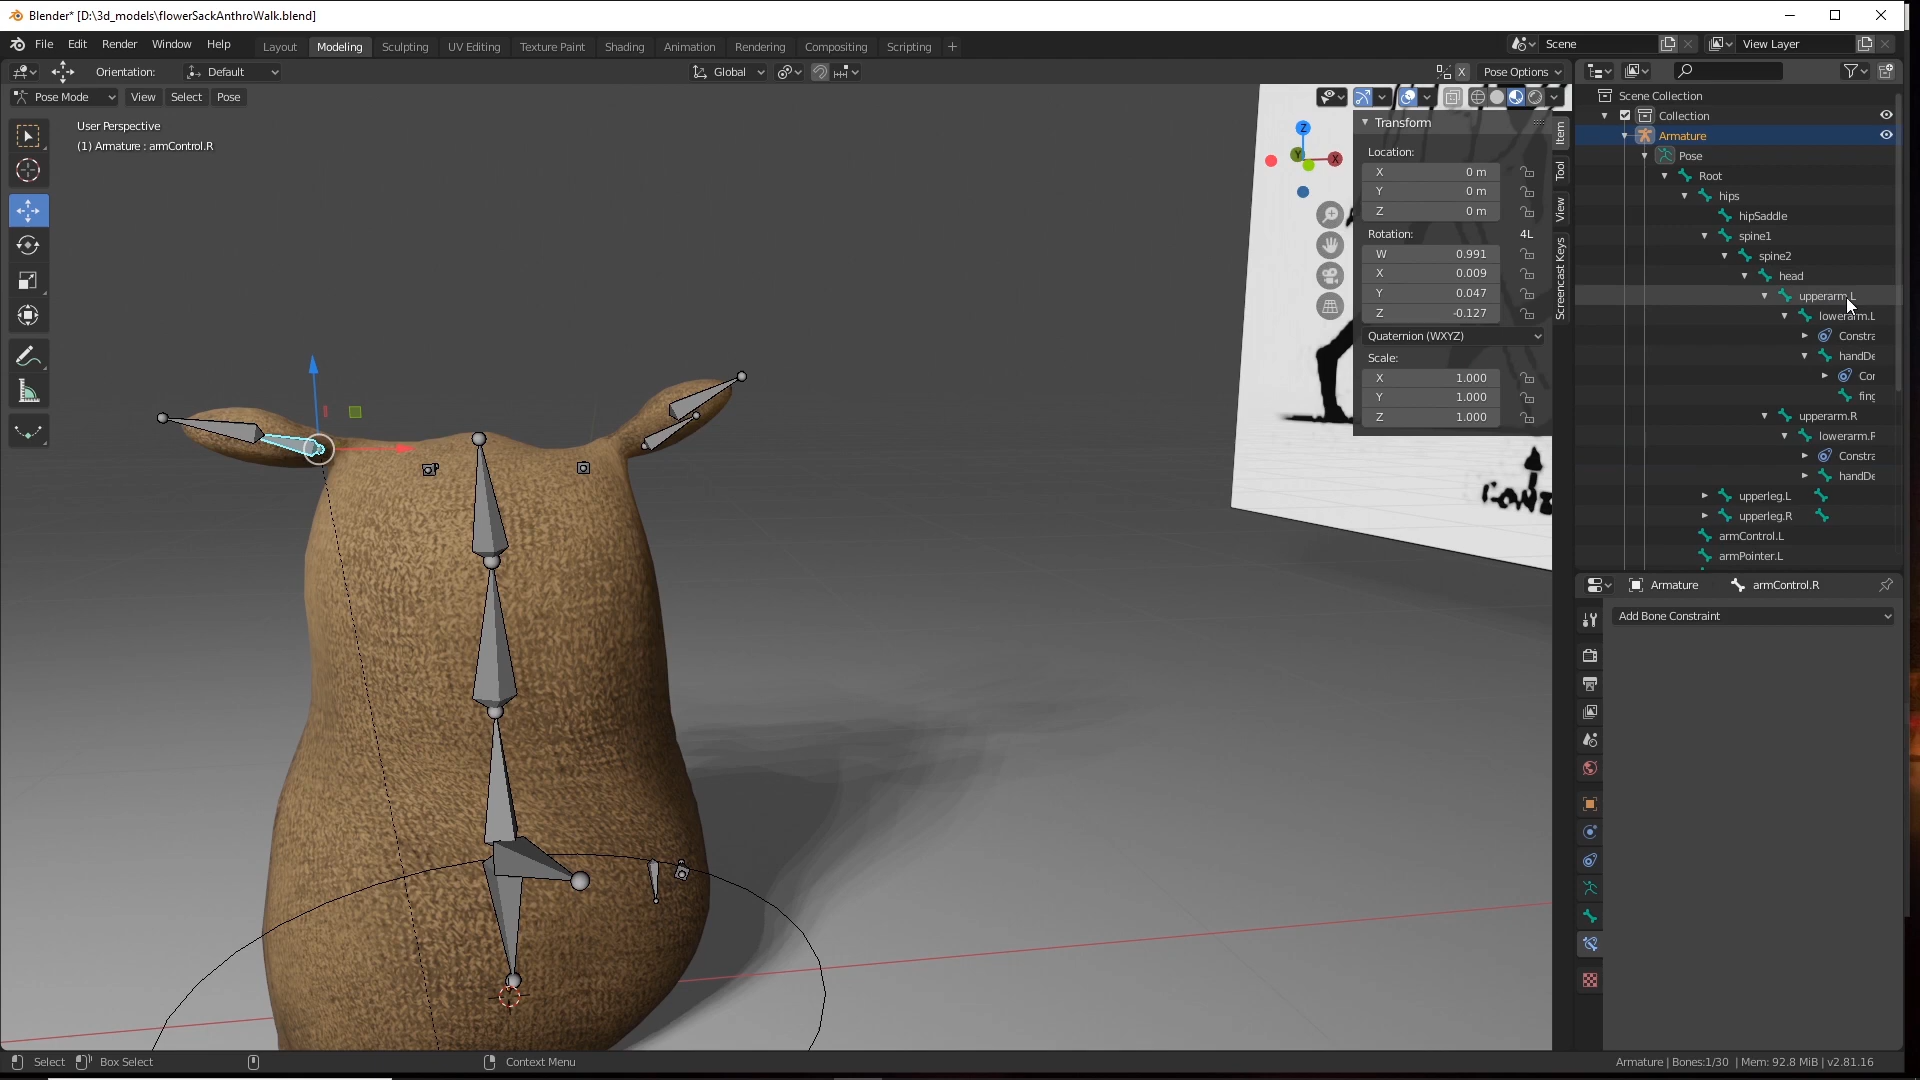 Blender* [D:\3d_models\flowerSackAnthroWalk.blend]
File Edit Render Window Help Layout Modeling Sculpting UV Editing Texture Paint Shading Animation Rendering Compositing Scripting + Scene View Layer
Orientation: Default Global X Pose Options
Pose Mode View Select Pose
User Perspective
(1) Armature : armControl.R
Z
Y
X
Transform
Location:
X 0 m
Y 0 m
Z 0 m
Rotation: 4L
W 0.991
X 0.009
Y 0.047
Z -0.127
Quaternion (WXYZ)
Scale:
X 1.000
Y 1.000
Z 1.000
Item
Tool
View
Screencast Keys
Scene Collection
Collection
Armature
Pose
Root
hips
hipSaddle
spine1
spine2
head
upperarm.L
lowerarm.L
Constra
handDe
Cor
fing
upperarm.R
lowerarm.F
Constra
handDe
upperleg.L
upperleg.R
armControl.L
armPointer.L
Armature armControl.R
Add Bone Constraint
Select Box Select Context Menu Armature | Bones:1/30 | Mem: 92.8 MiB | v2.81.16